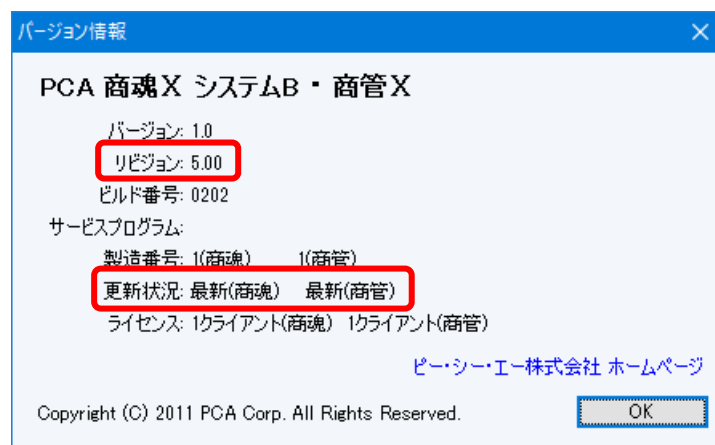 バージョン情報
PCA 商魂X システムB・商管X
バージョン: 1.0
リビジョン: 5.00
ビルド番号: 0202
サービスプログラム:
製造番号: 1(商魂) 1(商管)
更新状況: 最新(商魂) 最新(商管)
ライセンス: 1クライアント(商魂) 1クライアント(商管)
ピー・シー・エー株式会社 ホームページ
Copyright (C) 2011 PCA Corp. All Rights Reserved.
OK